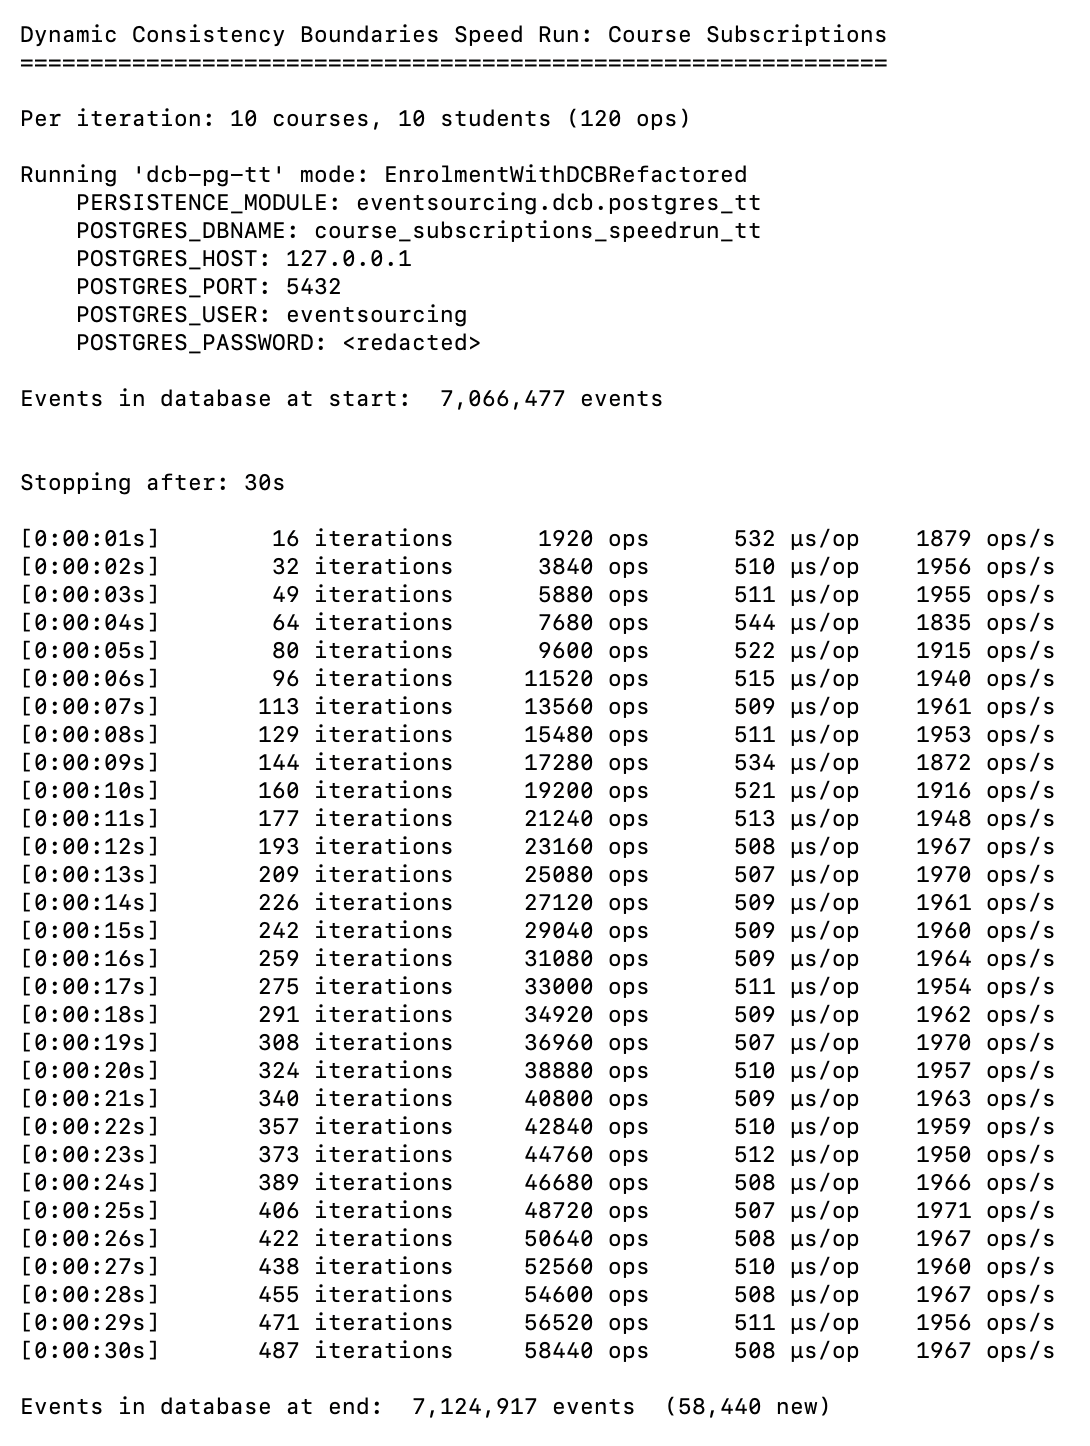 Dynamic Consistency Boundaries Speed Run: Course Subscriptions
==============================================================
Per iteration: 10 courses, 10 students (120 ops)
Running 'dcb-pg-tt' mode: EnrolmentWithDCBRefactored
    PERSISTENCE_MODULE: eventsourcing.dcb.postgres_tt
    POSTGRES_DBNAME: course_subscriptions_speedrun_tt
    POSTGRES_HOST: 127.0.0.1
    POSTGRES_PORT: 5432
    POSTGRES_USER: eventsourcing
    POSTGRES_PASSWORD: <redacted>
Events in database at start:  7,066,477 events
Stopping after: 30s
[0:00:01s]        16 iterations      1920 ops      532 μs/op    1879 ops/s
[0:00:02s]        32 iterations      3840 ops      510 μs/op    1956 ops/s
[0:00:03s]        49 iterations      5880 ops      511 μs/op    1955 ops/s
[0:00:04s]        64 iterations      7680 ops      544 μs/op    1835 ops/s
[0:00:05s]        80 iterations      9600 ops      522 μs/op    1915 ops/s
[0:00:06s]        96 iterations     11520 ops      515 μs/op    1940 ops/s
[0:00:07s]       113 iterations     13560 ops      509 μs/op    1961 ops/s
[0:00:08s]       129 iterations     15480 ops      511 μs/op    1953 ops/s
[0:00:09s]       144 iterations     17280 ops      534 μs/op    1872 ops/s
[0:00:10s]       160 iterations     19200 ops      521 μs/op    1916 ops/s
[0:00:11s]       177 iterations     21240 ops      513 μs/op    1948 ops/s
[0:00:12s]       193 iterations     23160 ops      508 μs/op    1967 ops/s
[0:00:13s]       209 iterations     25080 ops      507 μs/op    1970 ops/s
[0:00:14s]       226 iterations     27120 ops      509 μs/op    1961 ops/s
[0:00:15s]       242 iterations     29040 ops      509 μs/op    1960 ops/s
[0:00:16s]       259 iterations     31080 ops      509 μs/op    1964 ops/s
[0:00:17s]       275 iterations     33000 ops      511 μs/op    1954 ops/s
[0:00:18s]       291 iterations     34920 ops      509 μs/op    1962 ops/s
[0:00:19s]       308 iterations     36960 ops      507 μs/op    1970 ops/s
[0:00:20s]       324 iterations     38880 ops      510 μs/op    1957 ops/s
[0:00:21s]       340 iterations     40800 ops      509 μs/op    1963 ops/s
[0:00:22s]       357 iterations     42840 ops      510 μs/op    1959 ops/s
[0:00:23s]       373 iterations     44760 ops      512 μs/op    1950 ops/s
[0:00:24s]       389 iterations     46680 ops      508 μs/op    1966 ops/s
[0:00:25s]       406 iterations     48720 ops      507 μs/op    1971 ops/s
[0:00:26s]       422 iterations     50640 ops      508 μs/op    1967 ops/s
[0:00:27s]       438 iterations     52560 ops      510 μs/op    1960 ops/s
[0:00:28s]       455 iterations     54600 ops      508 μs/op    1967 ops/s
[0:00:29s]       471 iterations     56520 ops      511 μs/op    1956 ops/s
[0:00:30s]       487 iterations     58440 ops      508 μs/op    1967 ops/s
Events in database at end:  7,124,917 events  (58,440 new)